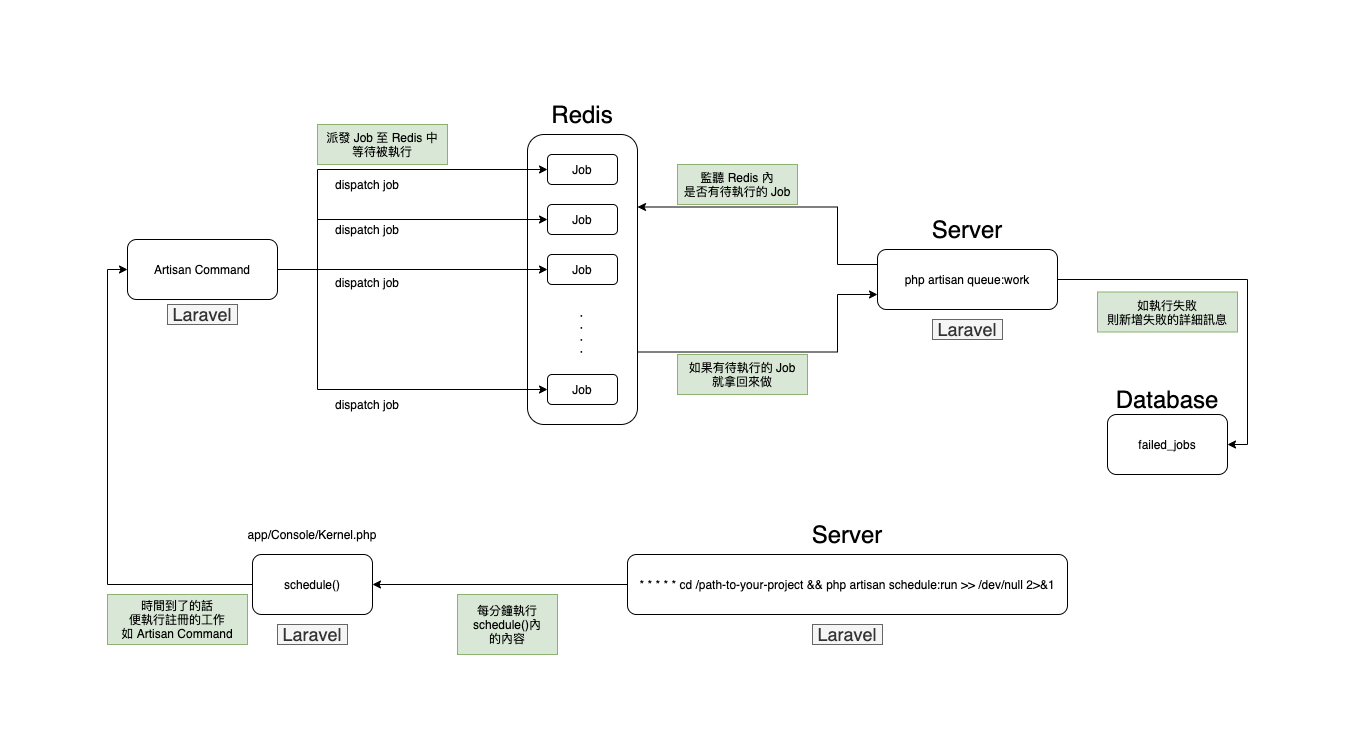 Redis
派發 Job 至 Redis 中
等待被執行
Job
dispatch job
監聽 Redis 內
是否有待執行的 Job
Job
dispatch job
Server
Artisan Command
Job
dispatch job
php artisan queue:work
Laravel
Laravel
如執行失敗
則新增失敗的詳細訊息
如果有待執行的 Job
就拿回來做
Job
dispatch job
Database
failed_jobs
app/Console/Kernel.php
Server
schedule()
* * * * * cd /path-to-your-project && php artisan schedule:run >> /dev/null 2>&1
時間到了的話
便執行註冊的工作
如 Artisan Command
Laravel
每分鐘執行
schedule()內
的內容
Laravel